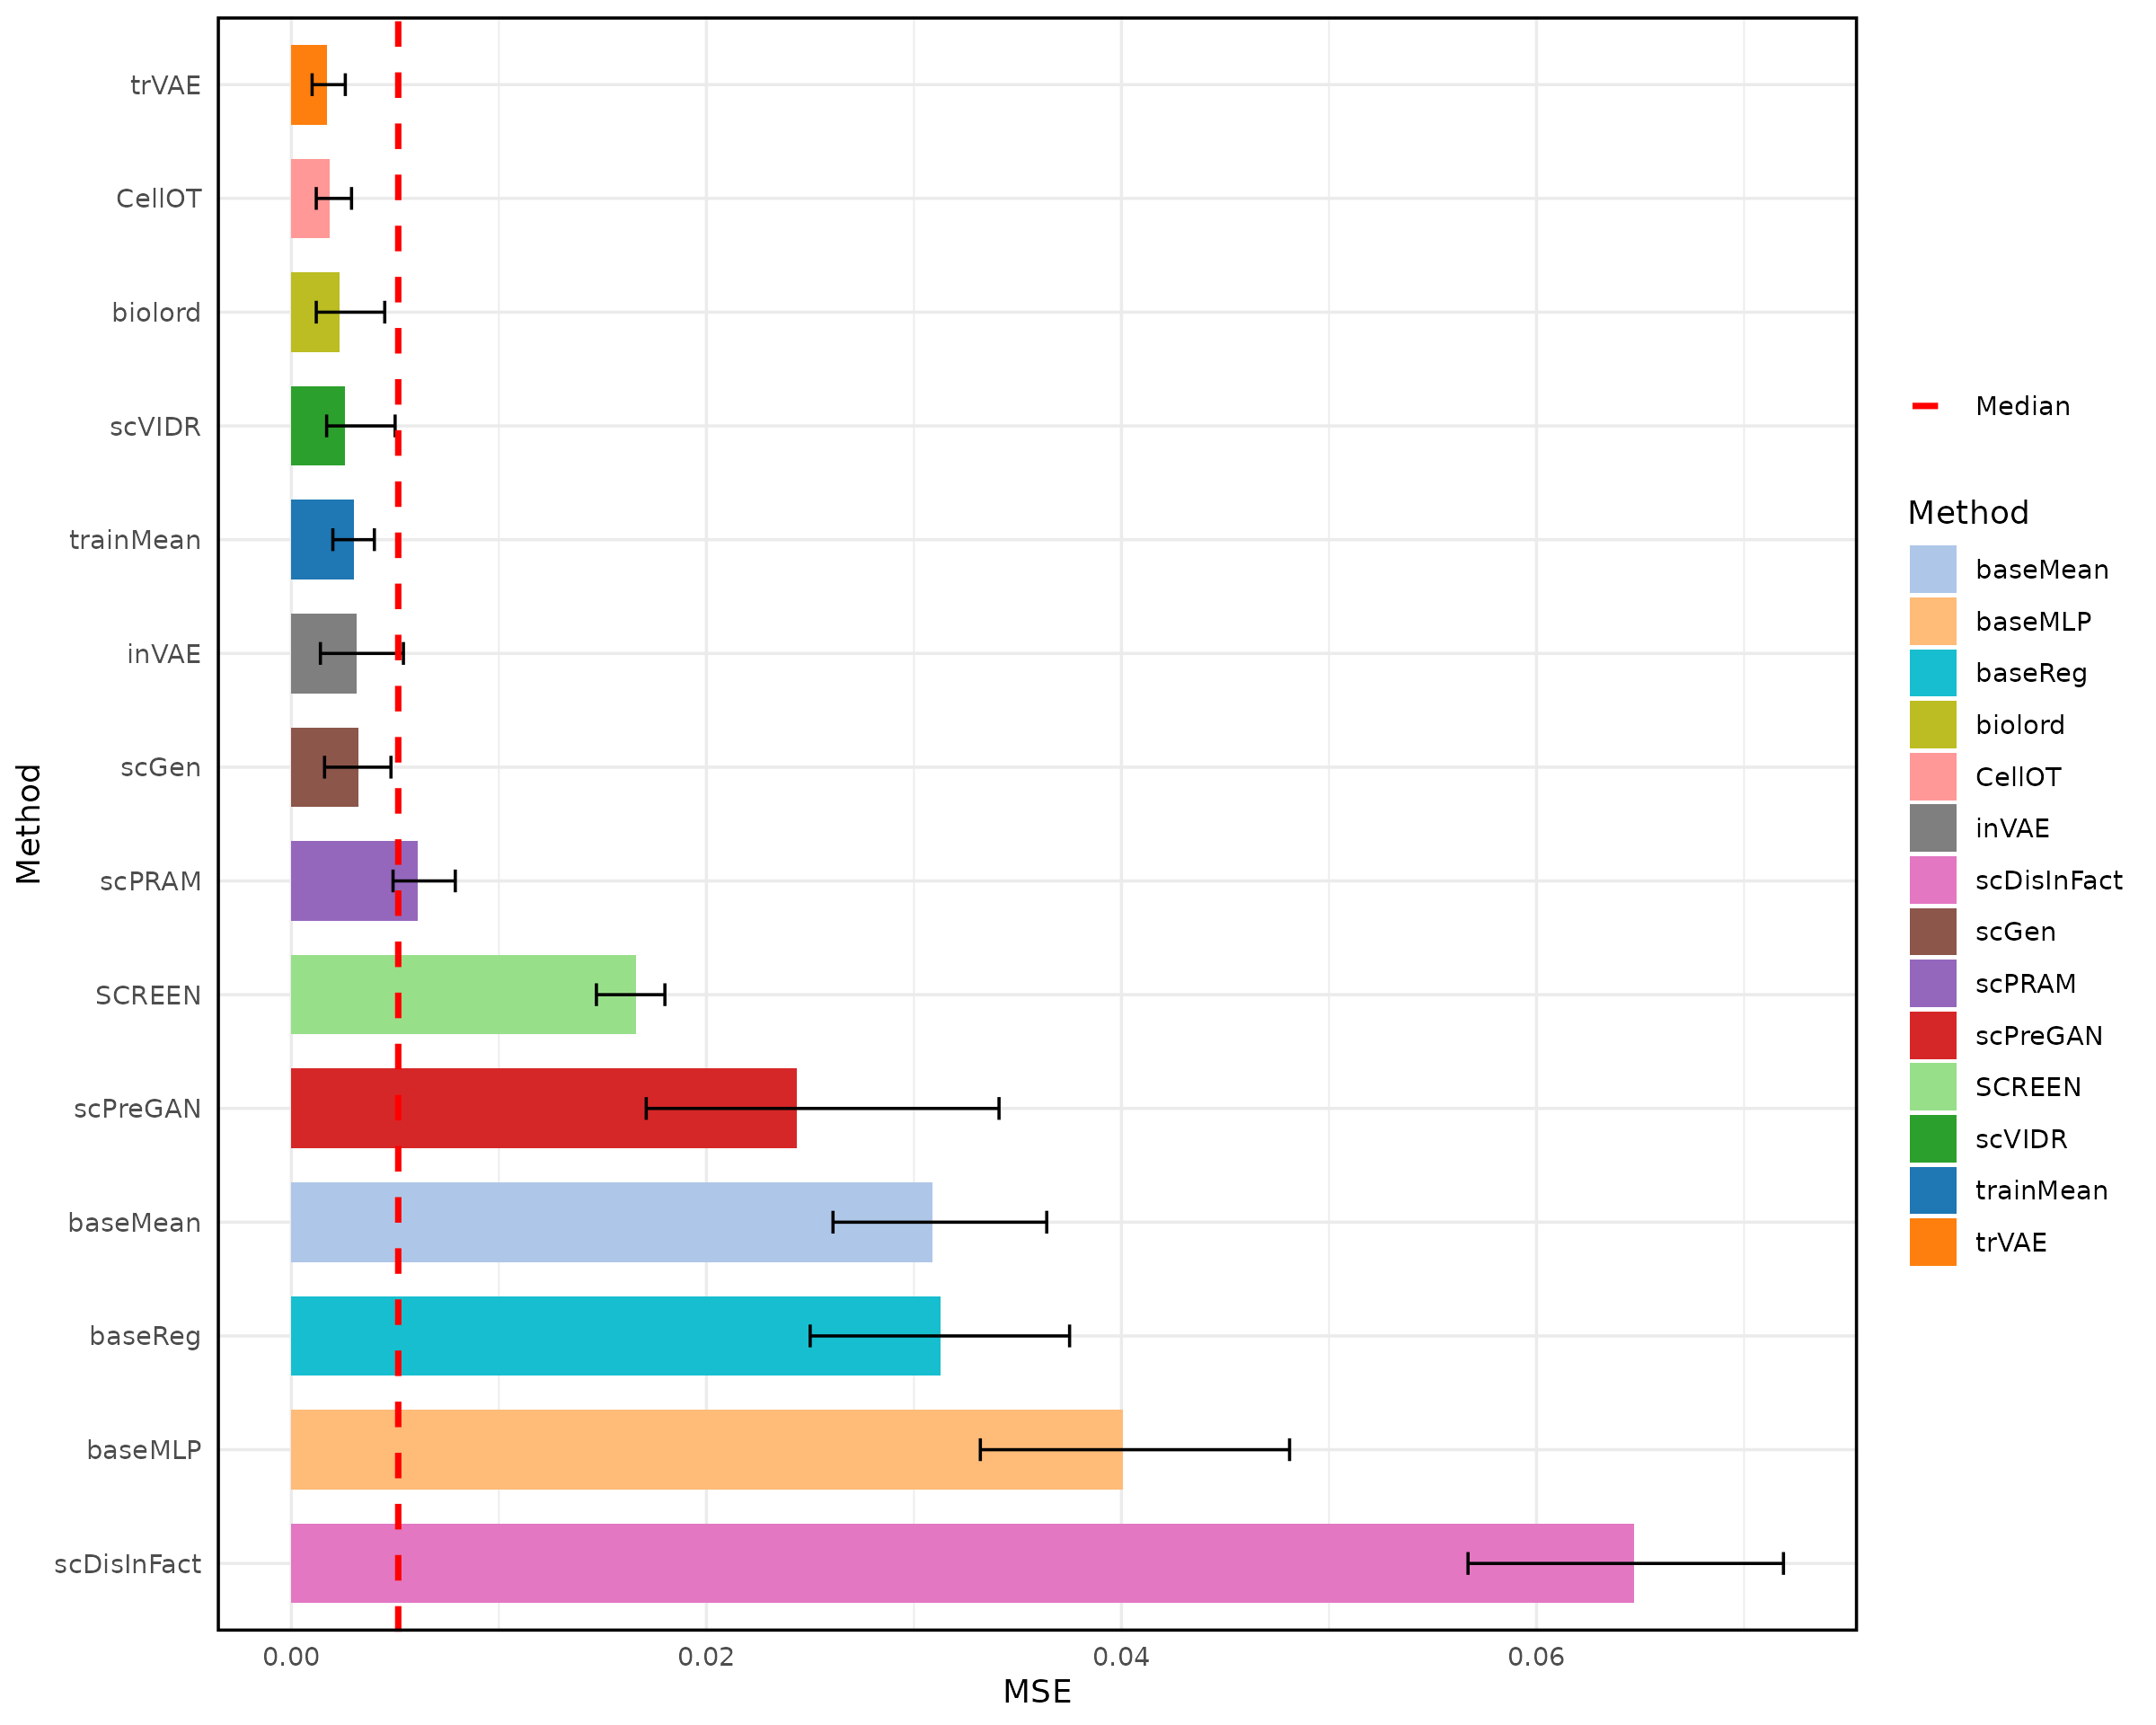 Method
trVAE
CellOT
biolord
scVIDR
trainMean
inVAE
scGen
scPRAM
SCREEN
scPreGAN
baseMean
baseReg
baseMLP
scDisInFact
0.00 0.02 0.04 0.06
MSE
Median
Method
baseMean
baseMLP
baseReg
biolord
CellOT
inVAE
scDisInFact
scGen
scPRAM
scPreGAN
SCREEN
scVIDR
trainMean
trVAE